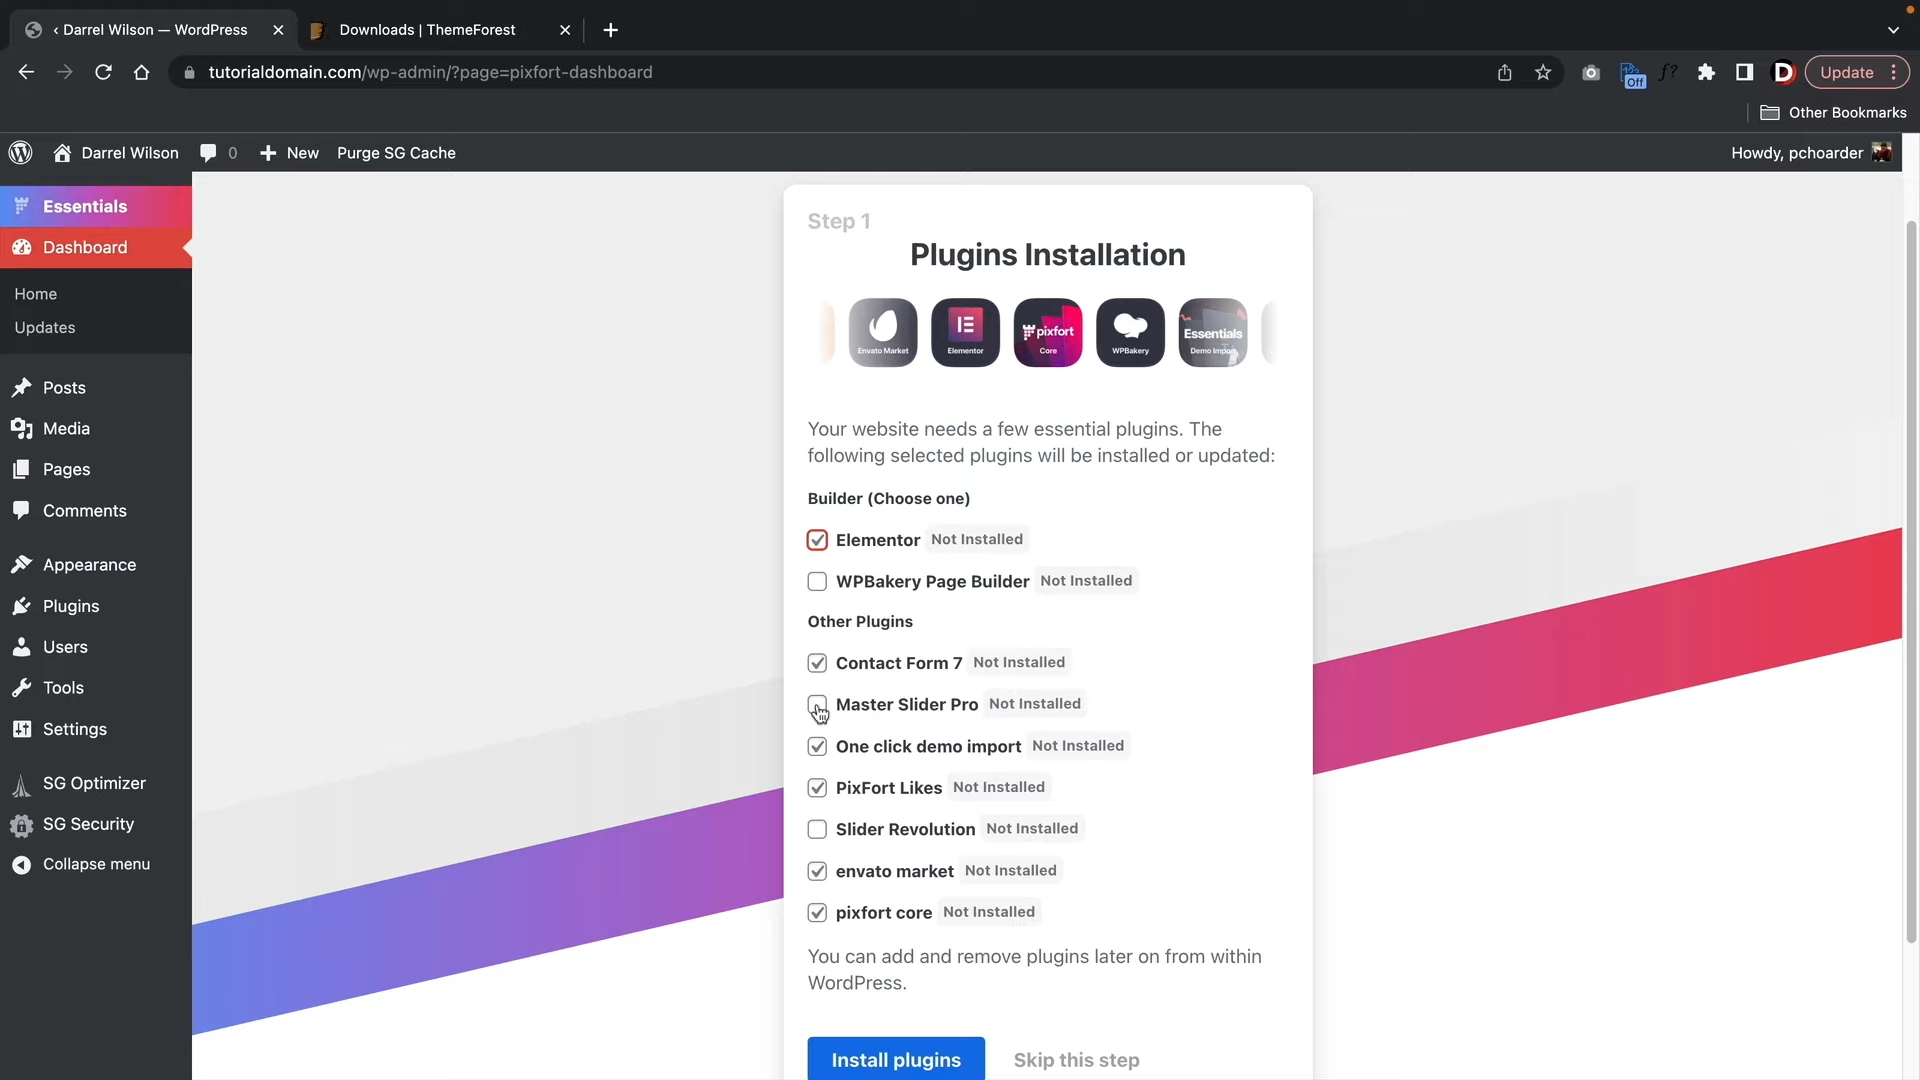 ‹ Darrel Wilson — WordPress
Downloads | ThemeForest
tutorialdomain.com/wp-admin/?page=pixfort-dashboard
Off
f?
D
Update
Other Bookmarks
Darrel Wilson
0
New
Purge SG Cache
Howdy, pchoarder
Essentials
Dashboard
Home
Updates
Posts
Media
Pages
Comments
Appearance
Plugins
Users
Tools
Settings
SG Optimizer
SG Security
Collapse menu
Step 1
Plugins Installation
Envato Market
Elementor
pixfort
Core
WPBakery
Essentials
Demo Import
Your website needs a few essential plugins. The
following selected plugins will be installed or updated:
Builder (Choose one)
Elementor Not Installed
WPBakery Page Builder Not Installed
Other Plugins
Contact Form 7 Not Installed
Master Slider Pro Not Installed
One click demo import Not Installed
PixFort Likes Not Installed
Slider Revolution Not Installed
envato market Not Installed
pixfort core Not Installed
You can add and remove plugins later on from within
WordPress.
Install plugins
Skip this step